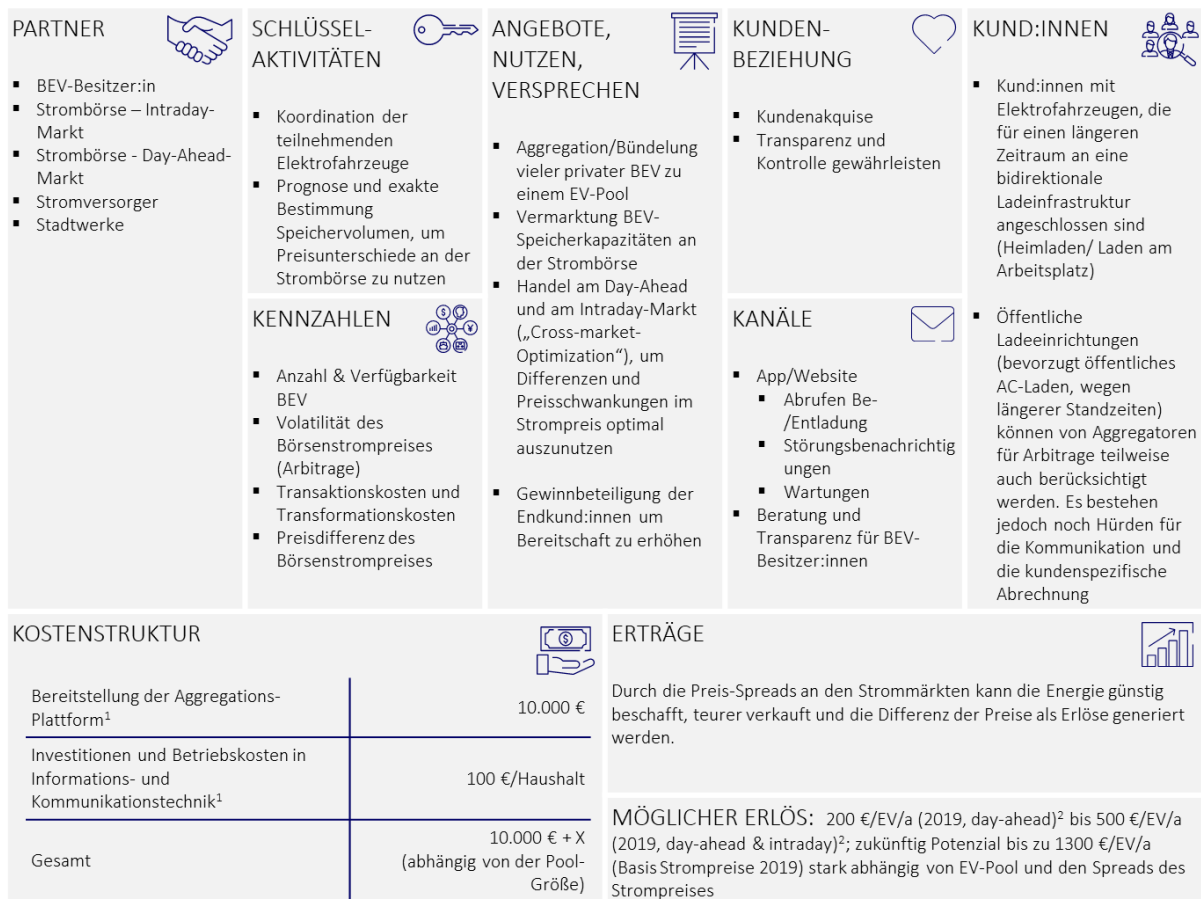 PARTNER
▪ BEV-Besitzer:in
▪ Strombörse – Intraday-
Markt
▪ Strombörse - Day-Ahead-
Markt
▪ Stromversorger
▪ Stadtwerke
SCHLÜSSEL-
AKTIVITÄTEN
▪ Koordination der
teilnehmenden
Elektrofahrzeuge
▪ Prognose und exakte
Bestimmung
Speichervolumen, um
Preisunterschiede an der
Strombörse zu nutzen
KENNZAHLEN
▪ Anzahl & Verfügbarkeit
BEV
▪ Volatilität des
Börsenstrompreises
(Arbitrage)
▪ Transaktionskosten und
Transformationskosten
▪ Preisdifferenz des
Börsenstrompreises
ANGEBOTE,
NUTZEN,
VERSPRECHEN
▪ Aggregation/Bündelung
vieler privater BEV zu
einem EV-Pool
▪ Vermarktung BEV-
Speicherkapazitäten an
der Strombörse
▪ Handel am Day-Ahead
und am Intraday-Markt
(„Cross-market-
Optimization“), um
Differenzen und
Preisschwankungen im
Strompreis optimal
auszunutzen
▪ Gewinnbeteiligung der
Endkund:innen um
Bereitschaft zu erhöhen
KUNDEN-
BEZIEHUNG
▪ Kundenakquise
▪ Transparenz und
Kontrolle gewährleisten
KANÄLE
▪ App/Website
▪ Abrufen Be-
/Entladung
▪ Störungsbenachrichtig
ungen
▪ Wartungen
▪ Beratung und
Transparenz für BEV-
Besitzer:innen
KUND:INNEN
▪ Kund:innen mit
Elektrofahrzeugen, die
für einen längeren
Zeitraum an eine
bidirektionale
Ladeinfrastruktur
angeschlossen sind
(Heimladen/ Laden am
Arbeitsplatz)
▪ Öffentliche
Ladeeinrichtungen
(bevorzugt öffentliches
AC-Laden, wegen
längerer Standzeiten)
können von Aggregatoren
für Arbitrage teilweise
auch berücksichtigt
werden. Es bestehen
jedoch noch Hürden für
die Kommunikation und
die kundenspezifische
Abrechnung
KOSTENSTRUKTUR
Bereitstellung der Aggregations-
Plattform¹
10.000 €
Investitionen und Betriebskosten in
Informations- und
Kommunikationstechnik¹
100 €/Haushalt
Gesamt
10.000 € + X
(abhängig von der Pool-
Größe)
ERTRÄGE
Durch die Preis-Spreads an den Strommärkten kann die Energie günstig
beschafft, teurer verkauft und die Differenz der Preise als Erlöse generiert
werden.
MÖGLICHER ERLÖS: 200 €/EV/a (2019, day-ahead)² bis 500 €/EV/a
(2019, day-ahead & intraday)²; zukünftig Potenzial bis zu 1300 €/EV/a
(Basis Strompreise 2019) stark abhängig von EV-Pool und den Spreads des
Strompreises